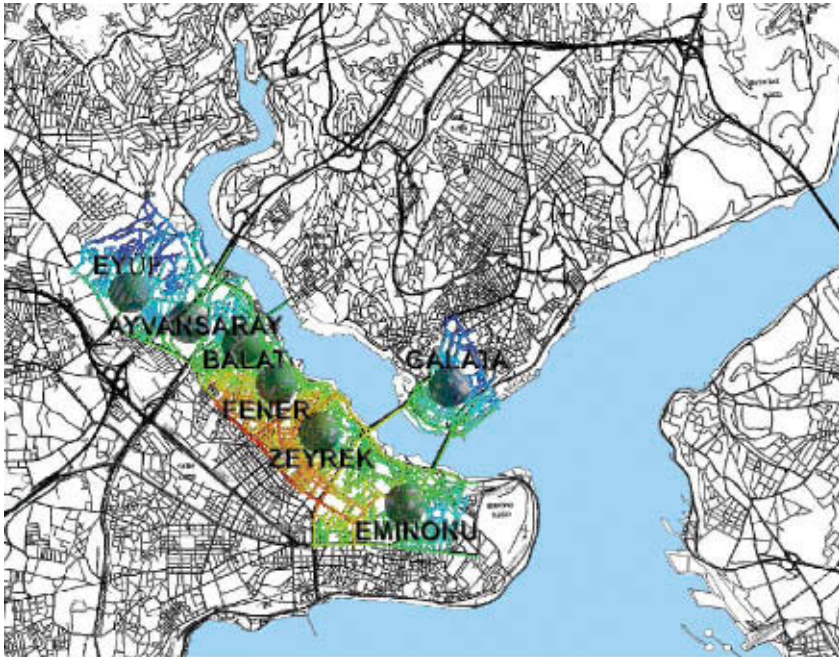 EYUP
AYVANSARAY
BALAT
GALATA
FENER
ZEYREK
EMINONU